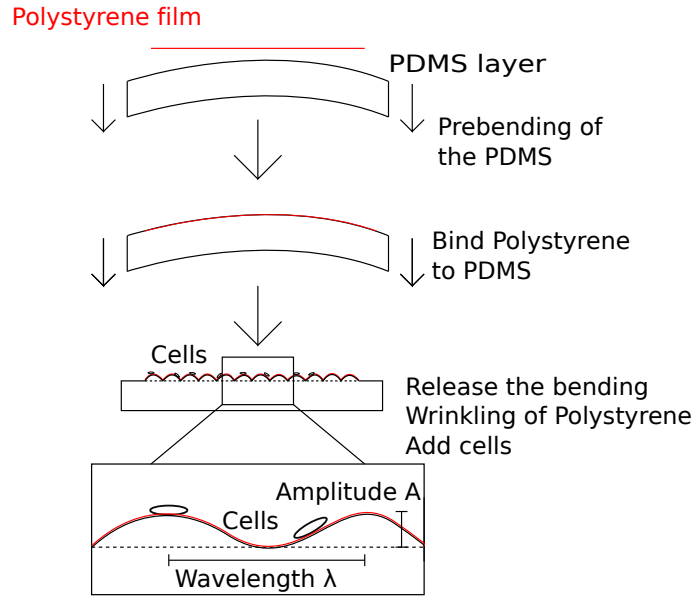 Polystyrene film
PDMS layer
Prebending of
the PDMS
Bind Polystyrene
to PDMS
Cells
Release the bending
Wrinkling of Polystyrene
Add cells
Amplitude A
Cells
Wavelength λ